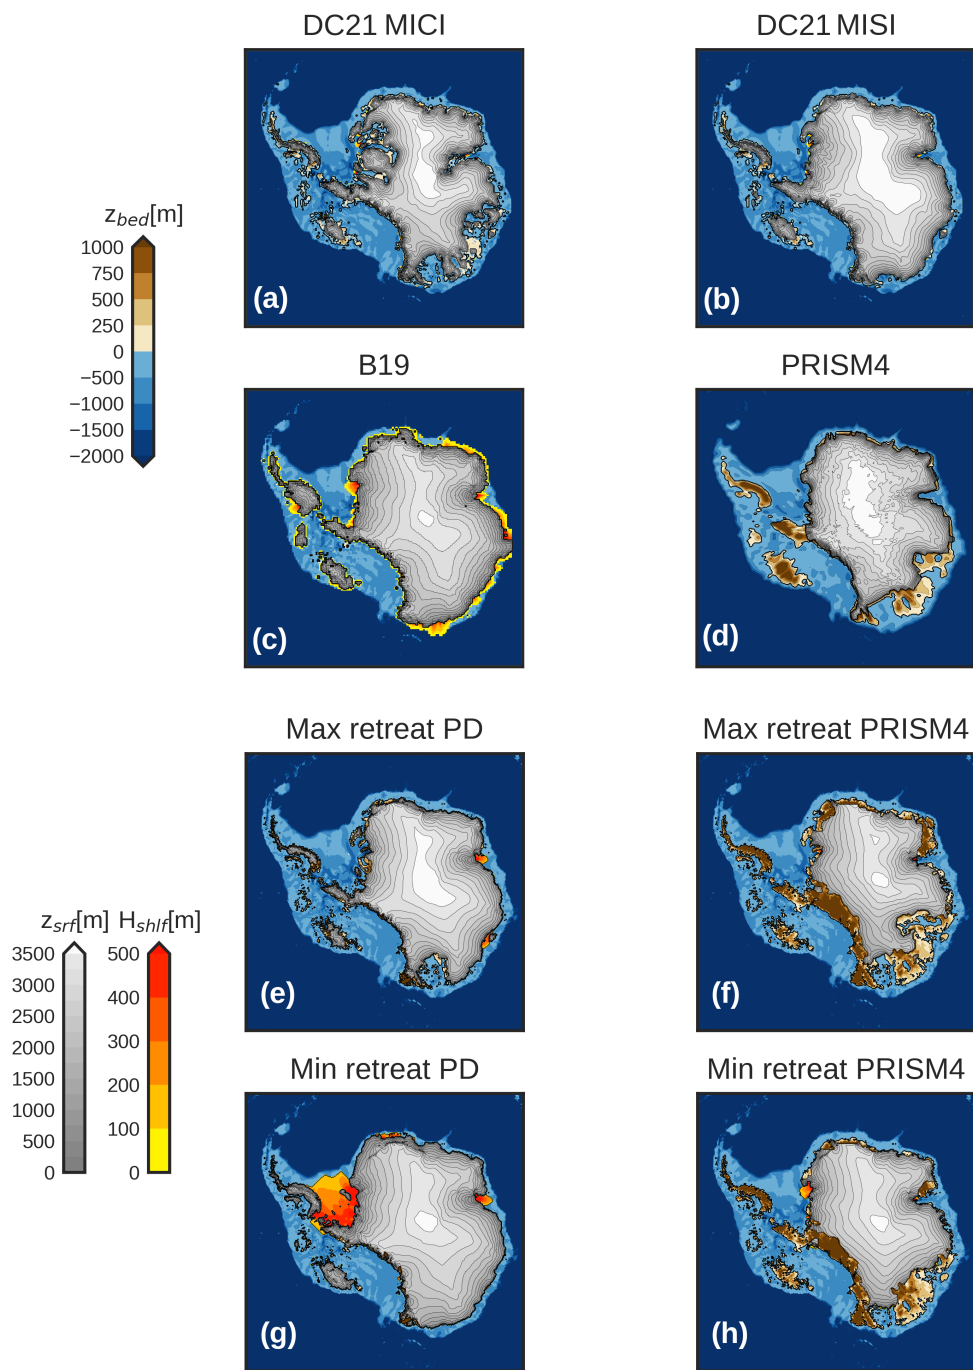 DC21 MICI
DC21 MISI
(a)
(b)
z_bed[m]
1000
750
500
250
0
−500
−1000
−1500
−2000
B19
PRISM4
(c)
(d)
Max retreat PD
Max retreat PRISM4
(e)
(f)
z_srf[m] H_shlf[m]
3500
3000
2500
2000
1500
1000
500
0
500
400
300
200
100
0
Min retreat PD
Min retreat PRISM4
(g)
(h)